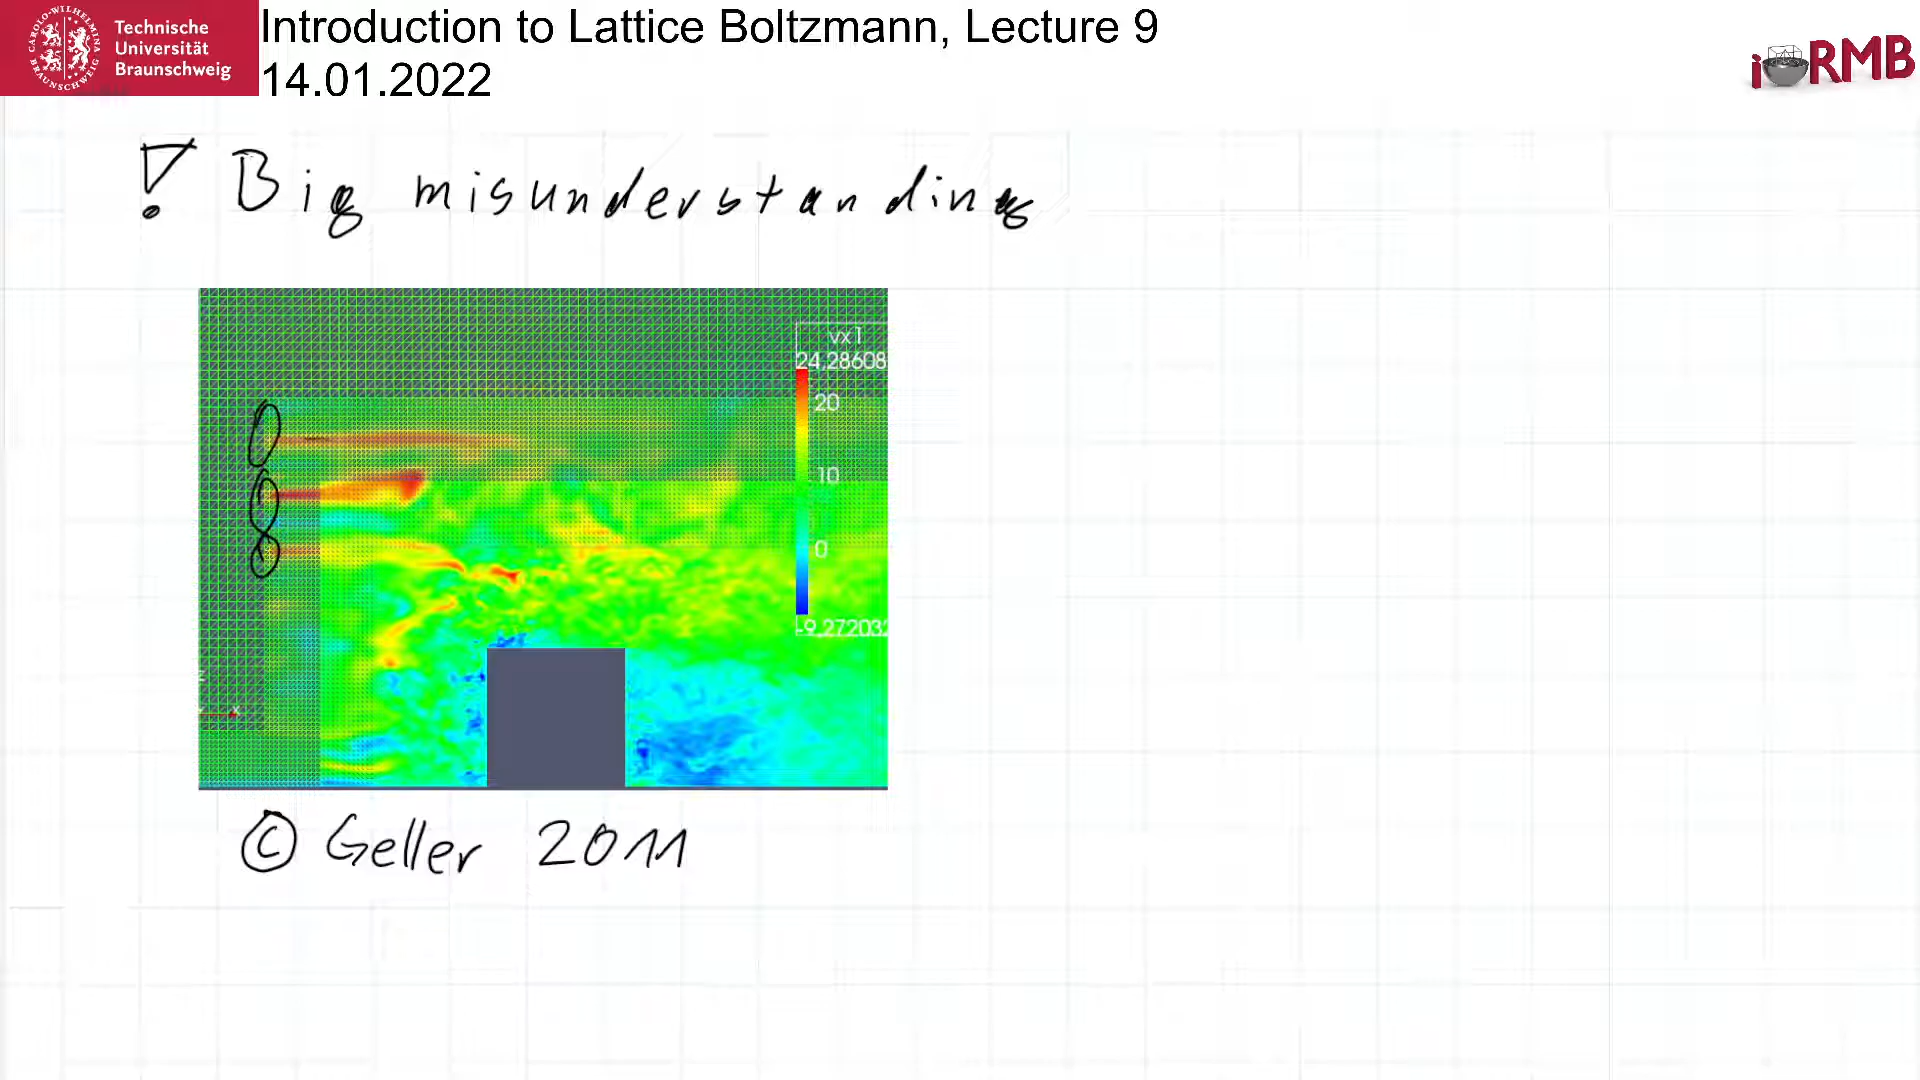 Technische
Universität
Braunschweig
Introduction to Lattice Boltzmann, Lecture 9
14.01.2022
iRMB
! Big misunderstanding
vx1
24,28608
20
10
0
-9,272032
© Geller 2011